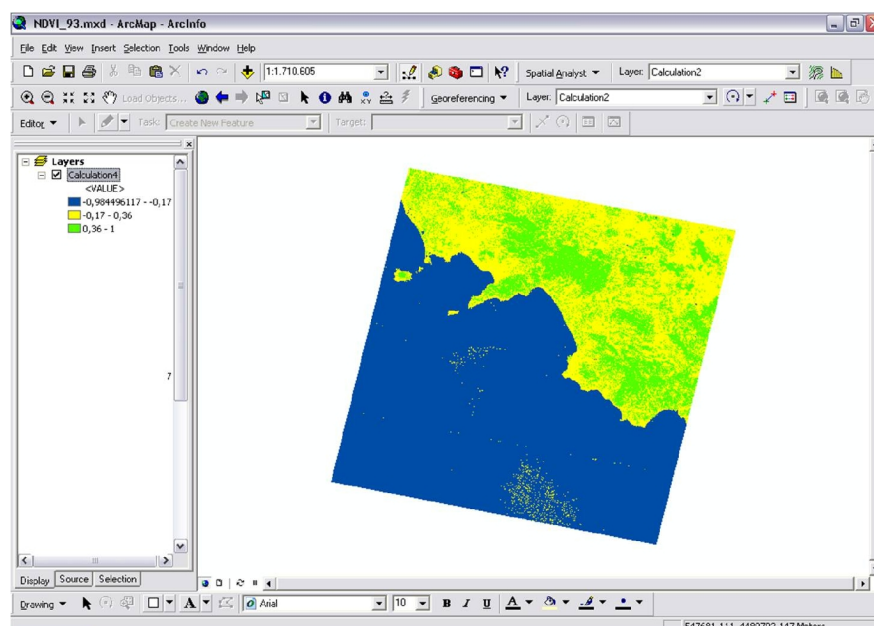 NDVI_93.mxd - ArcMap - ArcInfo
File Edit View Insert Selection Tools Window Help
1:1.710.605 Spatial Analyst Layer: Calculation2
Load Objects... Georeferencing Layer: Calculation2
Editor Task: Create New Feature Target:
Layers
Calculation4
<VALUE>
-0,984496117 - -0,17
-0,17 - 0,36
0,36 - 1
7
Display Source Selection
Drawing A Arial 10 B I U A